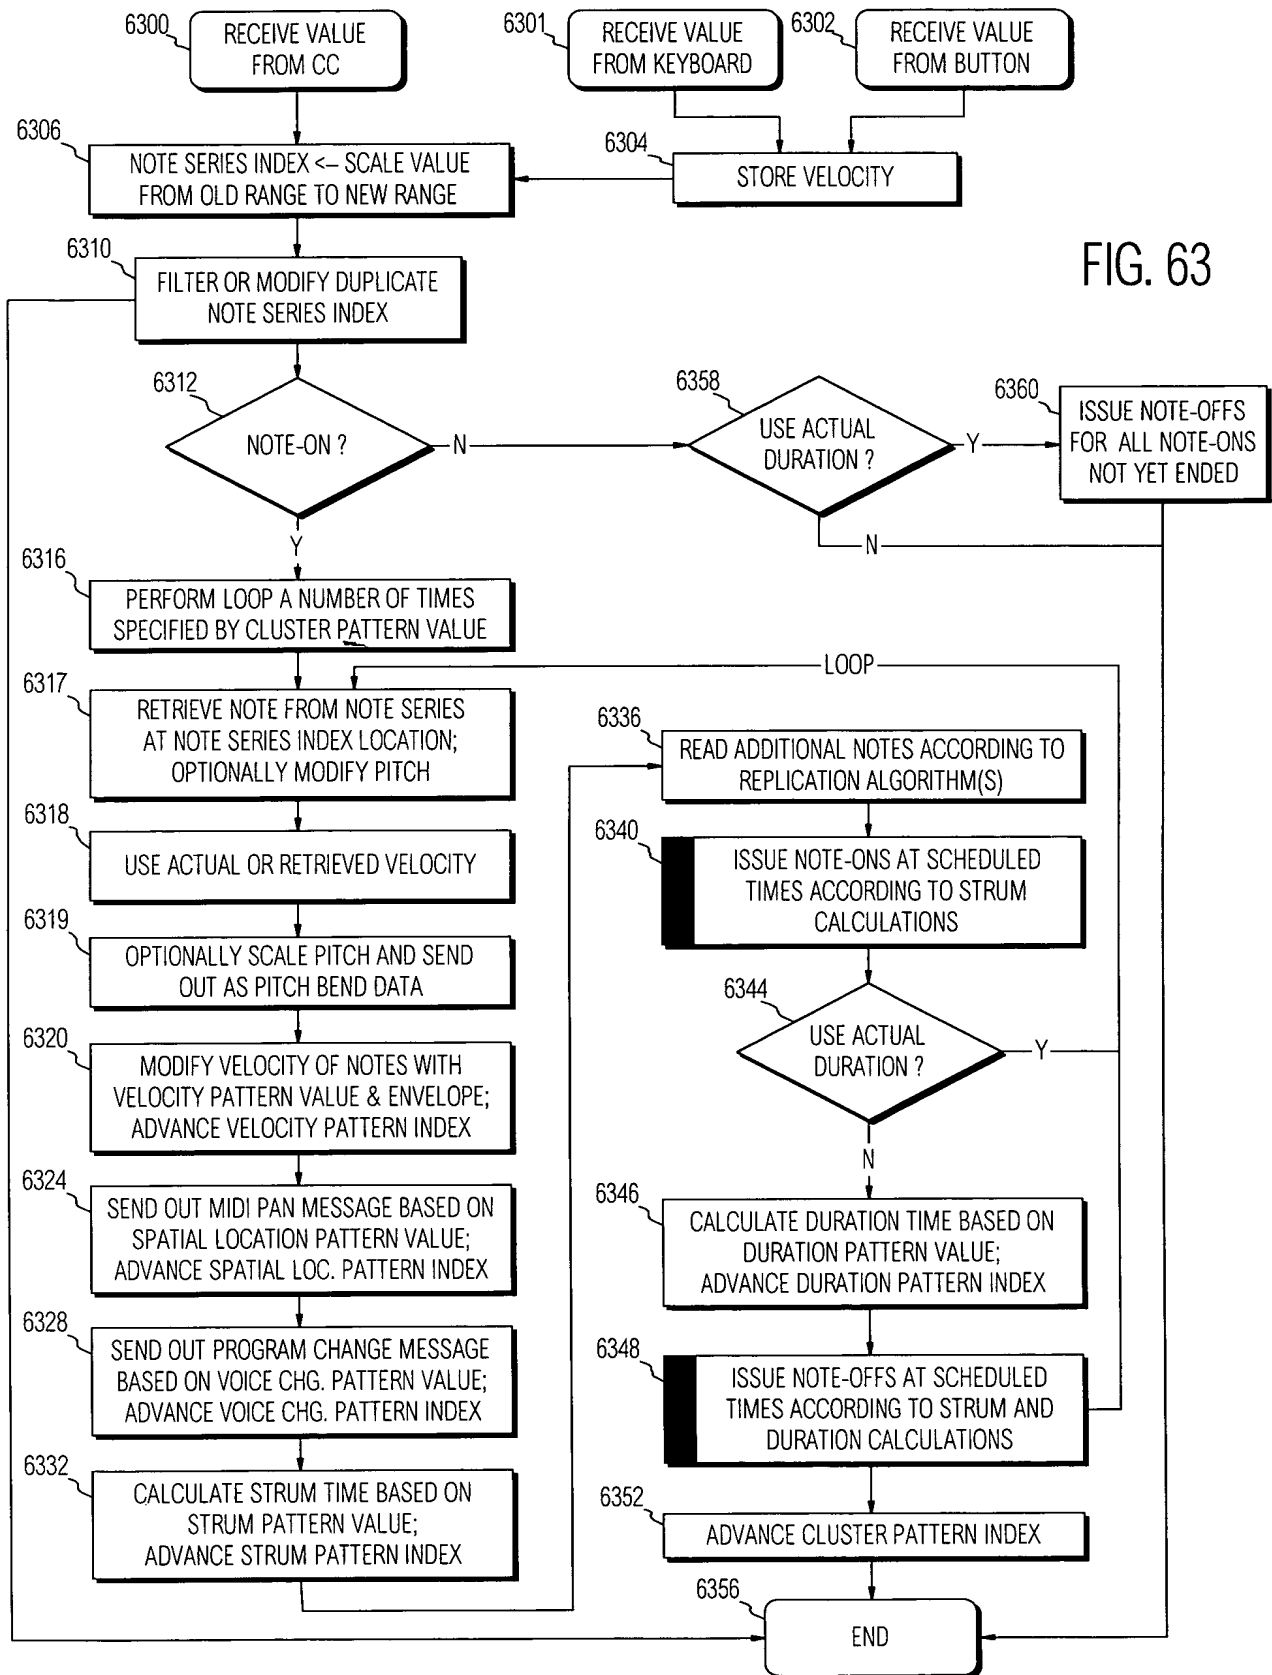 6300
RECEIVE VALUE
FROM CC
6301
RECEIVE VALUE
FROM KEYBOARD
6302
RECEIVE VALUE
FROM BUTTON
6306
NOTE SERIES INDEX <– SCALE VALUE
FROM OLD RANGE TO NEW RANGE
6304
STORE VELOCITY
FIG. 63
6310
FILTER OR MODIFY DUPLICATE
NOTE SERIES INDEX
6312
NOTE-ON ?
N
Y
6358
USE ACTUAL
DURATION ?
Y
N
6360
ISSUE NOTE-OFFS
FOR ALL NOTE-ONS
NOT YET ENDED
6316
PERFORM LOOP A NUMBER OF TIMES
SPECIFIED BY CLUSTER PATTERN VALUE
LOOP
6317
RETRIEVE NOTE FROM NOTE SERIES
AT NOTE SERIES INDEX LOCATION;
OPTIONALLY MODIFY PITCH
6318
USE ACTUAL OR RETRIEVED VELOCITY
6319
OPTIONALLY SCALE PITCH AND SEND
OUT AS PITCH BEND DATA
6320
MODIFY VELOCITY OF NOTES WITH
VELOCITY PATTERN VALUE & ENVELOPE;
ADVANCE VELOCITY PATTERN INDEX
6324
SEND OUT MIDI PAN MESSAGE BASED ON
SPATIAL LOCATION PATTERN VALUE;
ADVANCE SPATIAL LOC. PATTERN INDEX
6328
SEND OUT PROGRAM CHANGE MESSAGE
BASED ON VOICE CHG. PATTERN VALUE;
ADVANCE VOICE CHG. PATTERN INDEX
6332
CALCULATE STRUM TIME BASED ON
STRUM PATTERN VALUE;
ADVANCE STRUM PATTERN INDEX
6336
READ ADDITIONAL NOTES ACCORDING TO
REPLICATION ALGORITHM(S)
6340
ISSUE NOTE-ONS AT SCHEDULED
TIMES ACCORDING TO STRUM
CALCULATIONS
6344
USE ACTUAL
DURATION ?
Y
N
6346
CALCULATE DURATION TIME BASED ON
DURATION PATTERN VALUE;
ADVANCE DURATION PATTERN INDEX
6348
ISSUE NOTE-OFFS AT SCHEDULED
TIMES ACCORDING TO STRUM AND
DURATION CALCULATIONS
6352
ADVANCE CLUSTER PATTERN INDEX
6356
END